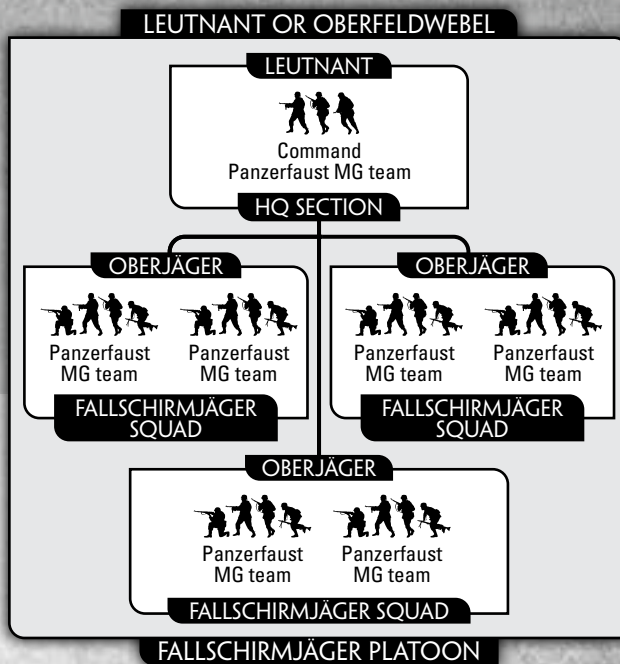 LEUTNANT OR OBERFELDWEBEL
LEUTNANT
Command
Panzerfaust MG team
HQ SECTION
OBERJÄGER
Panzerfaust
MG team
Panzerfaust
MG team
FALLSCHIRMJÄGER
SQUAD
OBERJÄGER
Panzerfaust
MG team
Panzerfaust
MG team
FALLSCHIRMJÄGER
SQUAD
OBERJÄGER
Panzerfaust
MG team
Panzerfaust
MG team
FALLSCHIRMJÄGER SQUAD
FALLSCHIRMJÄGER PLATOON